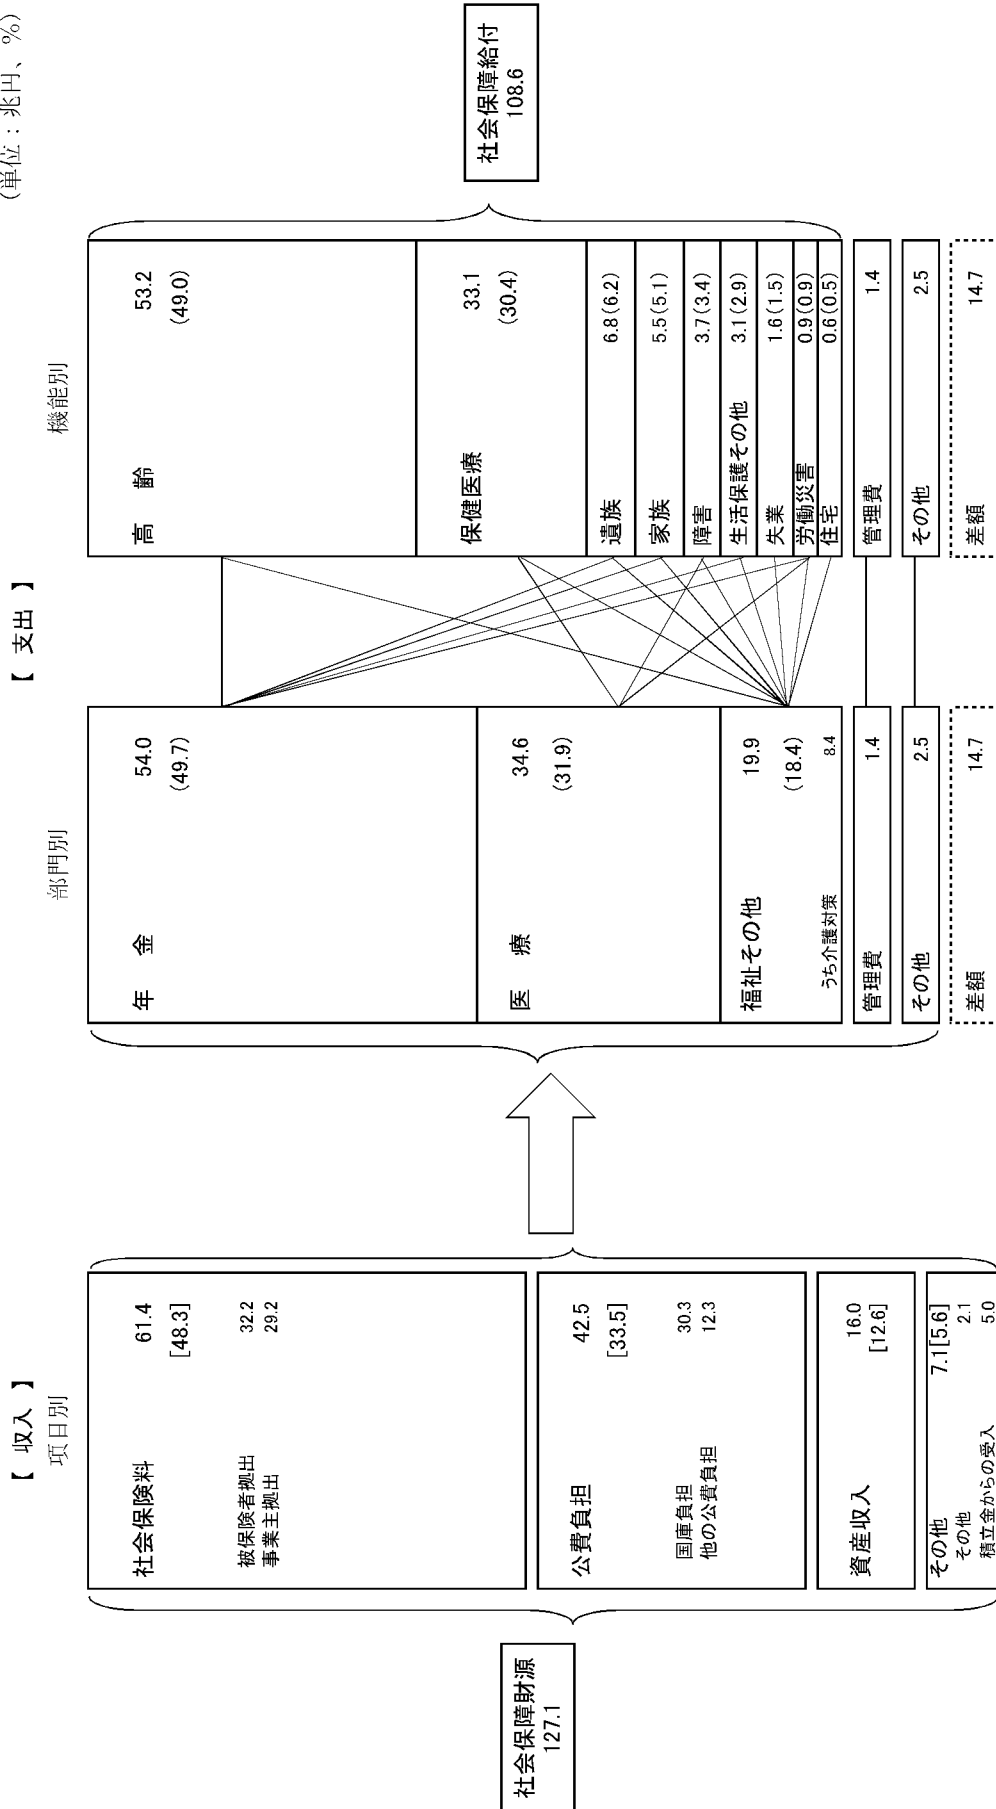 (単位：兆円、%)
【 収入 】
項目別
社会保障財源
127.1
社会保険料
61.4
[48.3]
被保険者拠出 32.2
事業主拠出 29.2
公費負担
42.5
[33.5]
国庫負担 30.3
他の公費負担 12.3
資産収入
16.0
[12.6]
その他 7.1[5.6]
その他 2.1
積立金からの受入 5.0
【 支出 】
部門別
年 金
54.0
(49.7)
医 療
34.6
(31.9)
福祉その他
19.9
(18.4)
うち介護対策 8.4
管理費 1.4
その他 2.5
差額 14.7
機能別
高 齢
53.2
(49.0)
保健医療
33.1
(30.4)
遺族 6.8(6.2)
家族 5.5(5.1)
障害 3.7(3.4)
生活保護その他 3.1(2.9)
失業 1.6(1.5)
労働災害 0.9(0.9)
住宅 0.6(0.5)
管理費 1.4
その他 2.5
差額 14.7
社会保障給付
108.6